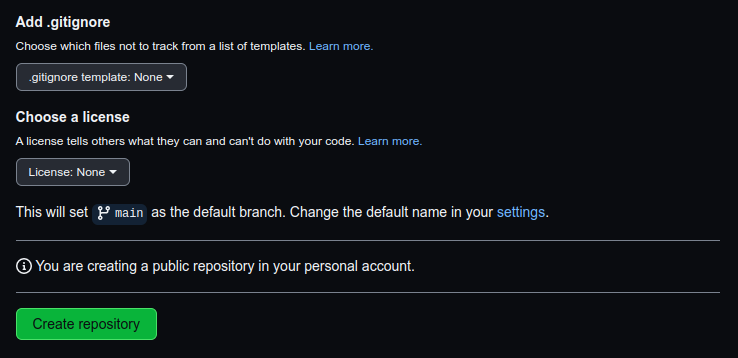 Add .gitignore
Choose which files not to track from a list of templates. Learn more.
.gitignore template: None
Choose a license
A license tells others what they can and can't do with your code. Learn more.
License: None
This will set main as the default branch. Change the default name in your settings.
You are creating a public repository in your personal account.
Create repository